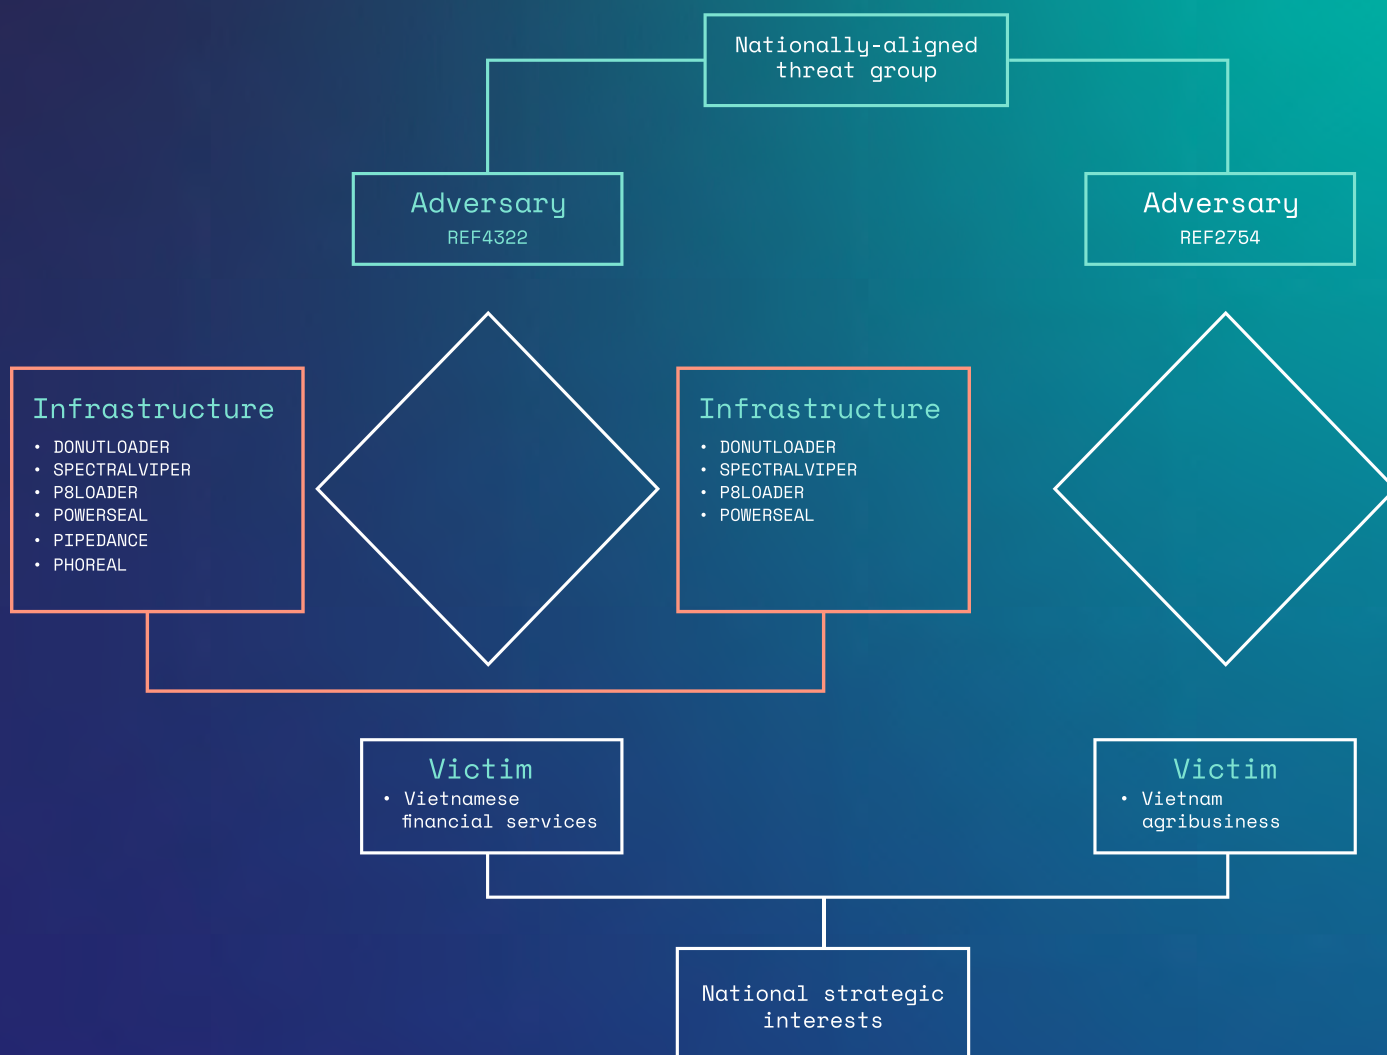 Nationally-aligned
threat group
Adversary
REF4322
Adversary
REF2754
Infrastructure
• DONUTLOADER
• SPECTRALVIPER
• P8LOADER
• POWERSEAL
• PIPEDANCE
• PHOREAL
Infrastructure
• DONUTLOADER
• SPECTRALVIPER
• P8LOADER
• POWERSEAL
Victim
• Vietnamese
financial services
Victim
• Vietnam
agribusiness
National strategic
interests